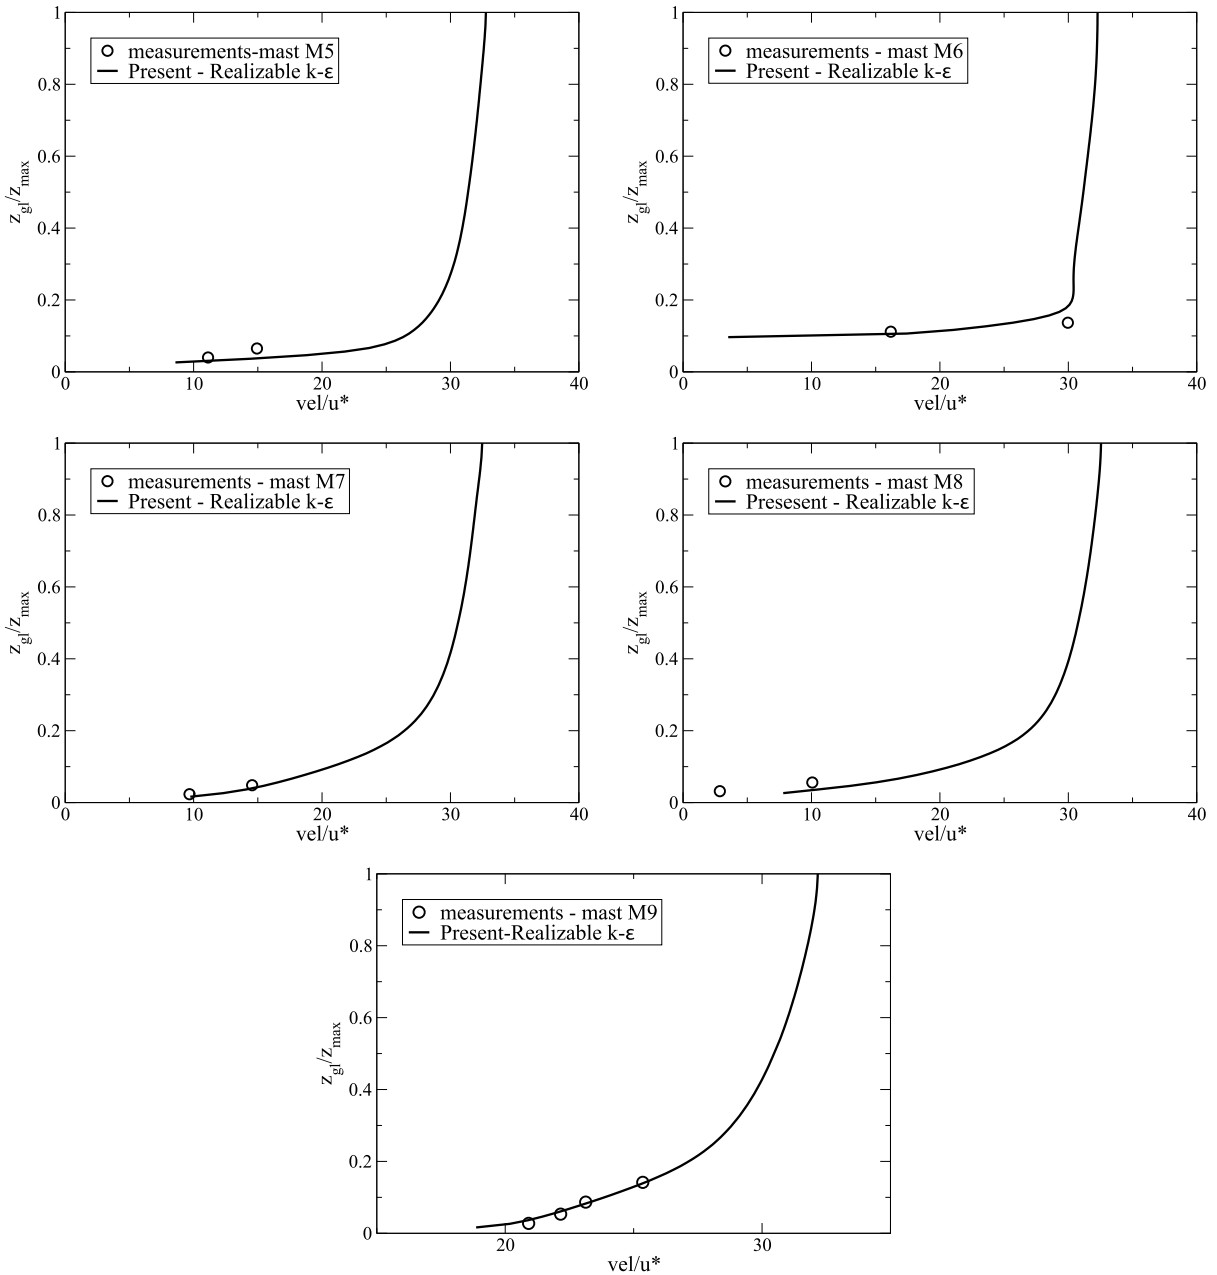 measurements-mast M5
Present - Realizable k-ε
1
0.8
0.6
0.4
0.2
0
z_gl/z_max
0 10 20 30 40
vel/u*
measurements - mast M6
Present - Realizable k-ε
1
0.8
0.6
0.4
0.2
0
z_gl/z_max
0 10 20 30 40
vel/u*
measurements - mast M7
Present - Realizable k-ε
1
0.8
0.6
0.4
0.2
0
z_gl/z_max
0 10 20 30 40
vel/u*
measurements - mast M8
Presesent - Realizable k-ε
1
0.8
0.6
0.4
0.2
0
z_gl/z_max
0 10 20 30 40
vel/u*
measurements - mast M9
Present-Realizable k-ε
1
0.8
0.6
0.4
0.2
0
z_gl/z_max
20 30
vel/u*